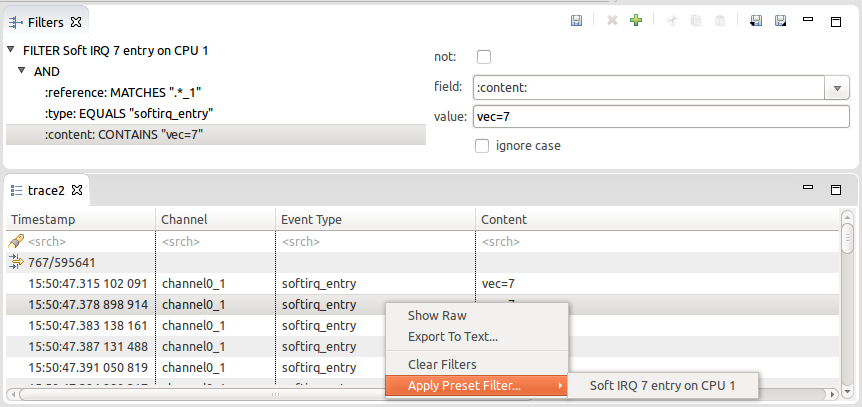 Filters
FILTER Soft IRQ 7 entry on CPU 1
AND
:reference: MATCHES ".*_1"
:type: EQUALS "softirq_entry"
:content: CONTAINS "vec=7"
not:
field: :content:
value: vec=7
ignore case
trace2
Timestamp Channel Event Type Content
<srch> <srch> <srch> <srch>
767/595641
15:50:47.315 102 091 channel0_1 softirq_entry vec=7
15:50:47.378 898 914 channel0_1 softirq_entry
15:50:47.383 138 161 channel0_1 softirq_entry
15:50:47.387 131 488 channel0_1 softirq_entry
15:50:47.391 050 819 channel0_1 softirq_entry
Show Raw
Export To Text...
Clear Filters
Apply Preset Filter...
Soft IRQ 7 entry on CPU 1